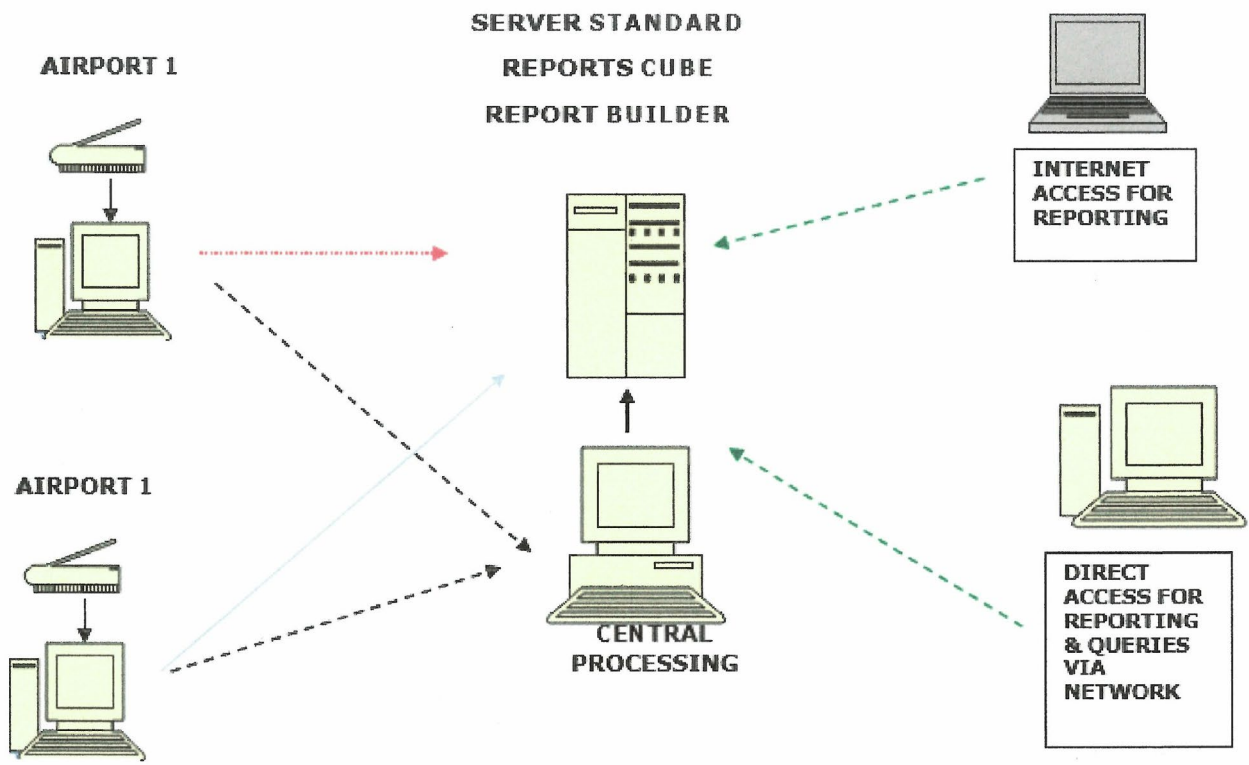 SERVER STANDARD
REPORTS CUBE
REPORT BUILDER
AIRPORT 1
INTERNET
ACCESS FOR
REPORTING
AIRPORT 1
CENTRAL
PROCESSING
DIRECT
ACCESS FOR
REPORTING
& QUERIES
VIA
NETWORK